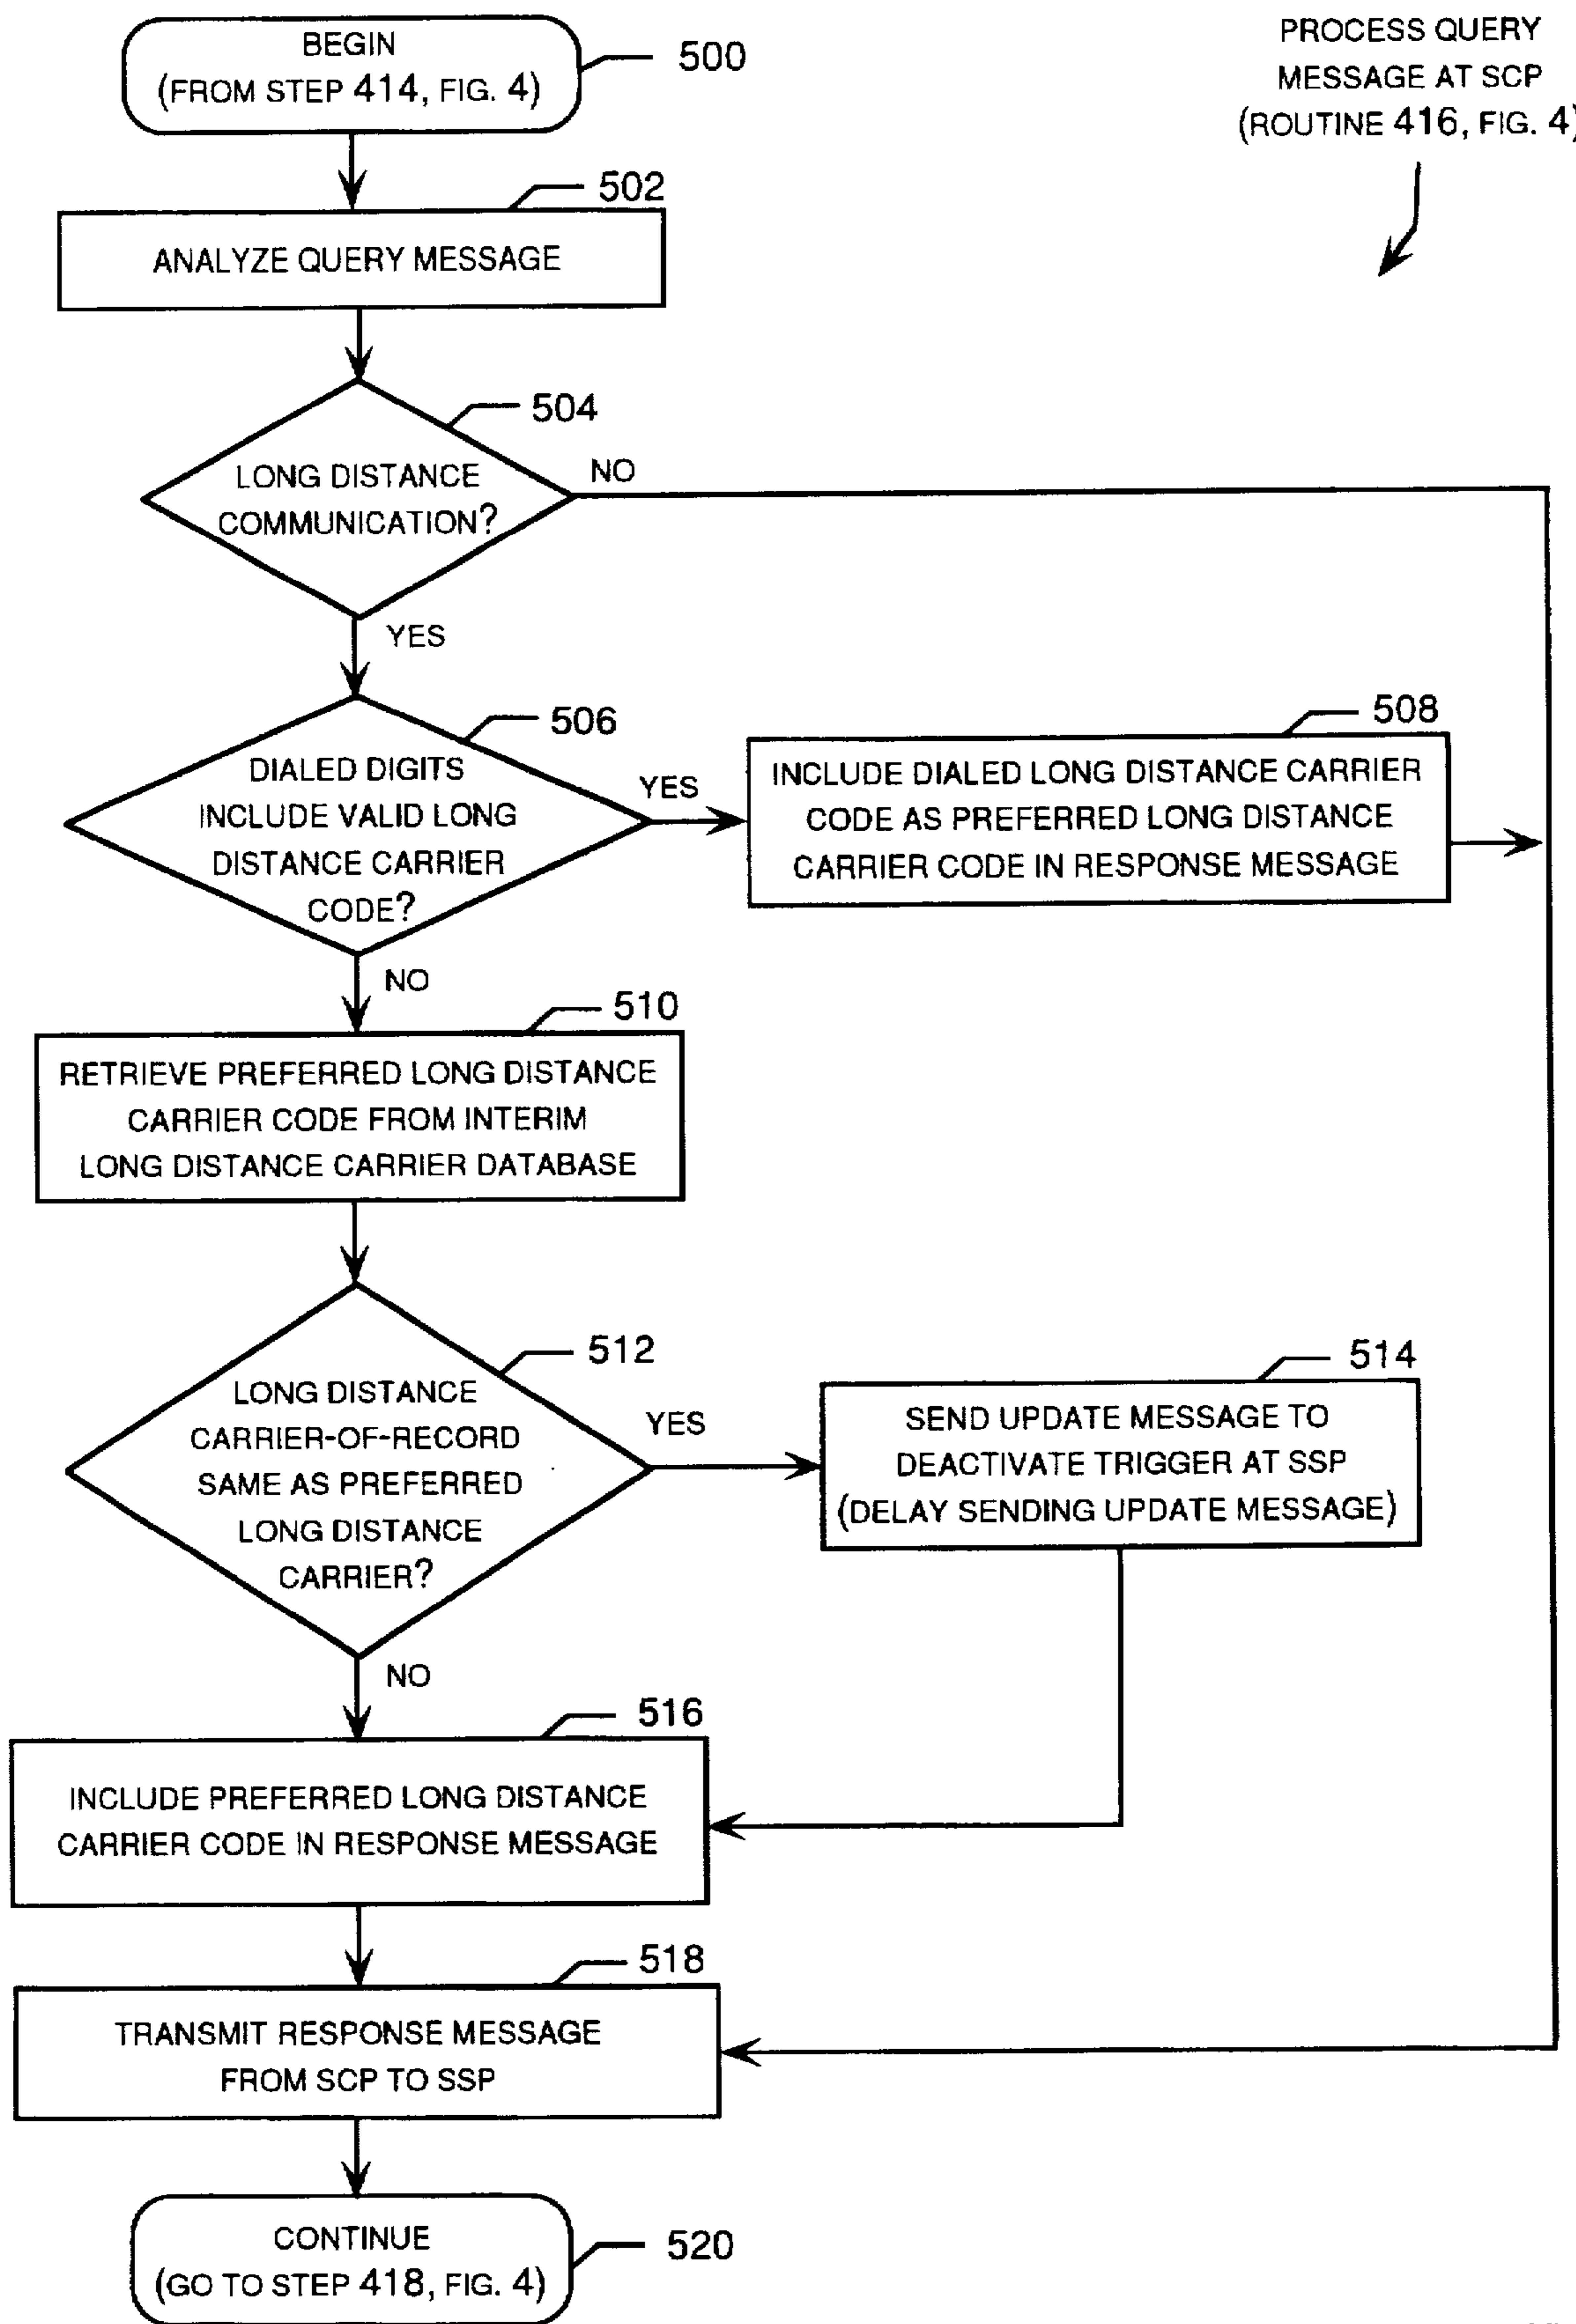 PROCESS QUERY
MESSAGE AT SCP
(ROUTINE 416, FIG. 4)
BEGIN
(FROM STEP 414, FIG. 4)
500
502
ANALYZE QUERY MESSAGE
504
LONG DISTANCE
COMMUNICATION?
NO
YES
506
DIALED DIGITS
INCLUDE VALID LONG
DISTANCE CARRIER
CODE?
YES
508
INCLUDE DIALED LONG DISTANCE CARRIER
CODE AS PREFERRED LONG DISTANCE
CARRIER CODE IN RESPONSE MESSAGE
NO
510
RETRIEVE PREFERRED LONG DISTANCE
CARRIER CODE FROM INTERIM
LONG DISTANCE CARRIER DATABASE
512
LONG DISTANCE
CARRIER-OF-RECORD
SAME AS PREFERRED
LONG DISTANCE
CARRIER?
YES
514
SEND UPDATE MESSAGE TO
DEACTIVATE TRIGGER AT SSP
(DELAY SENDING UPDATE MESSAGE)
NO
516
INCLUDE PREFERRED LONG DISTANCE
CARRIER CODE IN RESPONSE MESSAGE
518
TRANSMIT RESPONSE MESSAGE
FROM SCP TO SSP
CONTINUE
(GO TO STEP 418, FIG. 4)
520